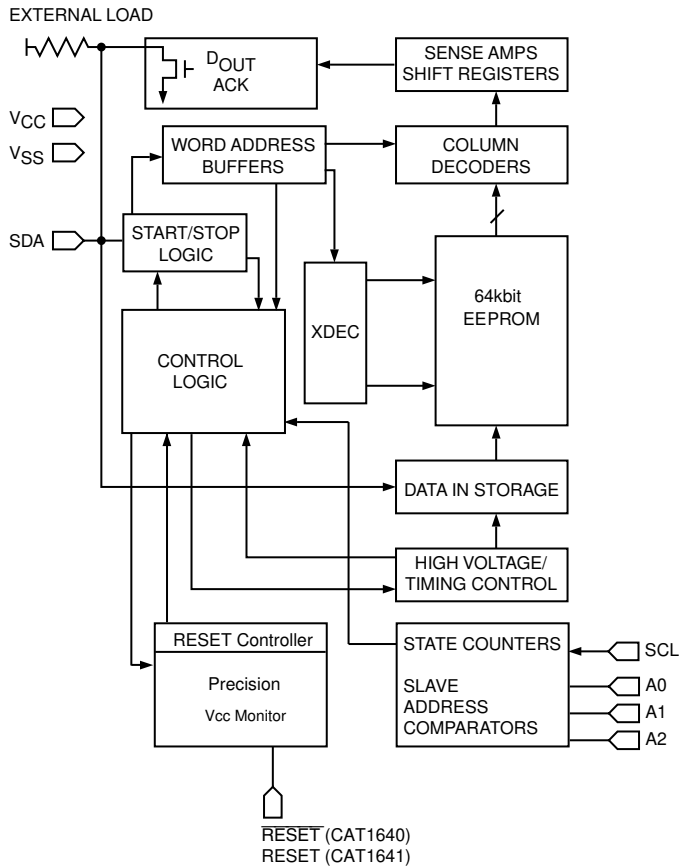 EXTERNAL LOAD
DOUT
ACK
SENSE AMPS
SHIFT REGISTERS
VCC
VSS
WORD ADDRESS
BUFFERS
COLUMN
DECODERS
SDA
START/STOP
LOGIC
XDEC
64kbit
EEPROM
CONTROL
LOGIC
DATA IN STORAGE
HIGH VOLTAGE/
TIMING CONTROL
RESET Controller
Precision
Vcc Monitor
STATE COUNTERS
SLAVE
ADDRESS
COMPARATORS
SCL
A0
A1
A2
RESET (CAT1640)
RESET (CAT1641)